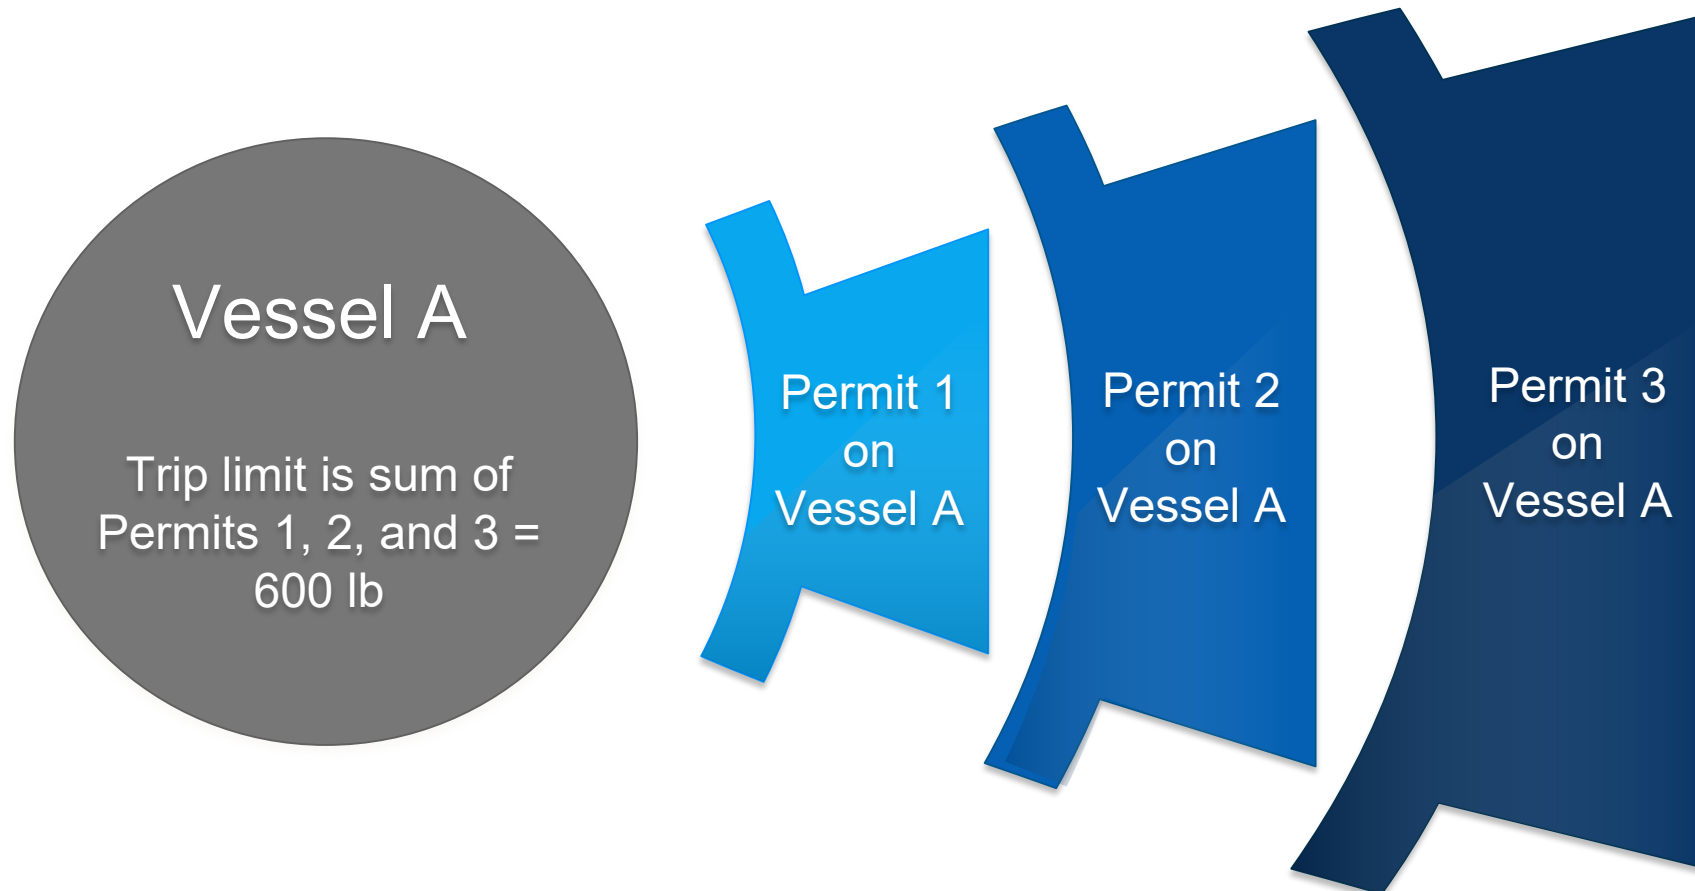 Vessel A
Trip limit is sum of
Permits 1, 2, and 3 =
600 lb
Permit 1
on
Vessel A
Permit 2
on
Vessel A
Permit 3
on
Vessel A